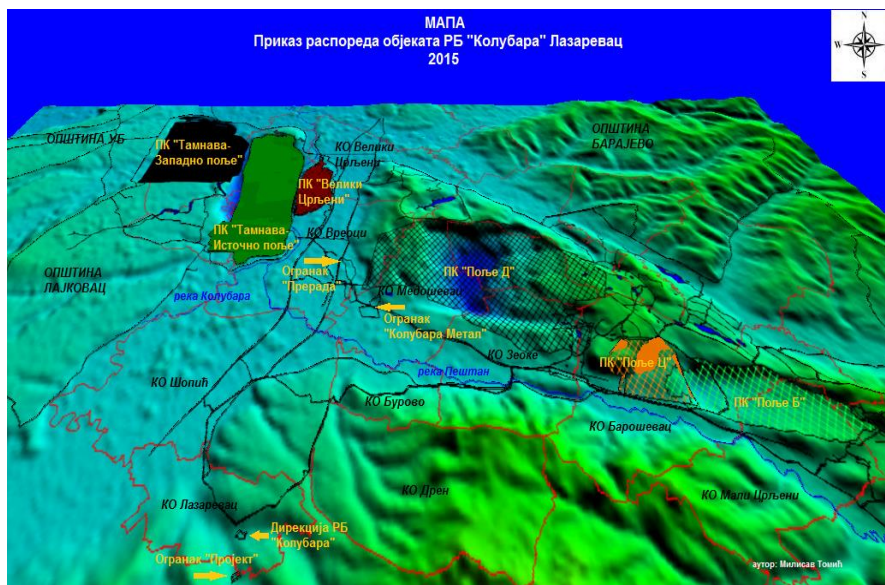 МАПА
Приказ распореда објеката РБ "Колубара" Лазаревац
2015
N
W
E
S
ОПШТИНА УБ
ПК "Тамнава-
Западно поље"
КО Велики
Црљени
ОПШТИНА
БАРАЈЕВО
ПК "Велики
Црљени"
ПК "Тамнава-
Источно поље"
КО Вреоци
ОПШТИНА
ЛАЈКОВАЦ
Огранак
"Прерада"
ПК "Поље Д"
КО Медошевац
река Колубара
Огранак
"Колубара Метал"
КО Зеоке
ПК "Поље Ц"
река Пештан
КО Шопић
КО Бурово
ПК "Поље Б"
КО Барошевац
КО Лазаревац
КО Дрен
КО Мали Црљени
Дирекција РБ
"Колубара"
Огранак "Пројект"
аутор: Милисав Томић